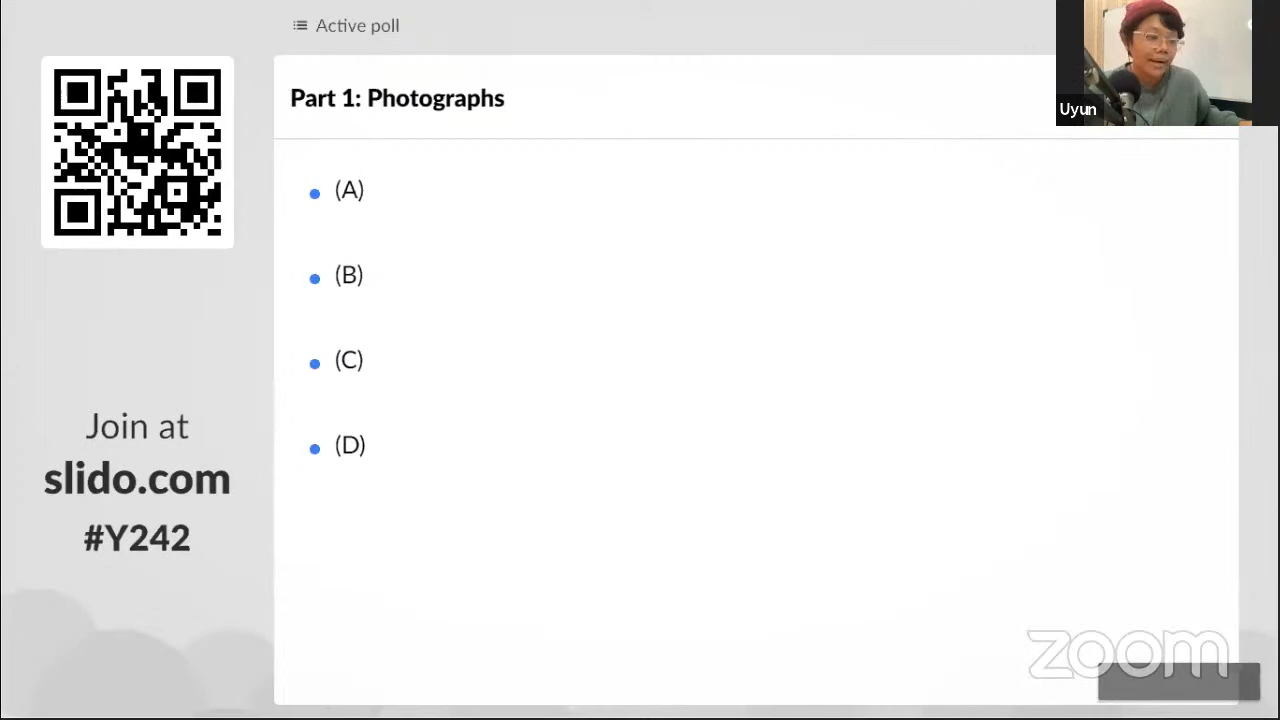 Active poll
Part 1: Photographs
Uyun
(A)
(B)
(C)
(D)
Join at
slido.com
#Y242
zoom